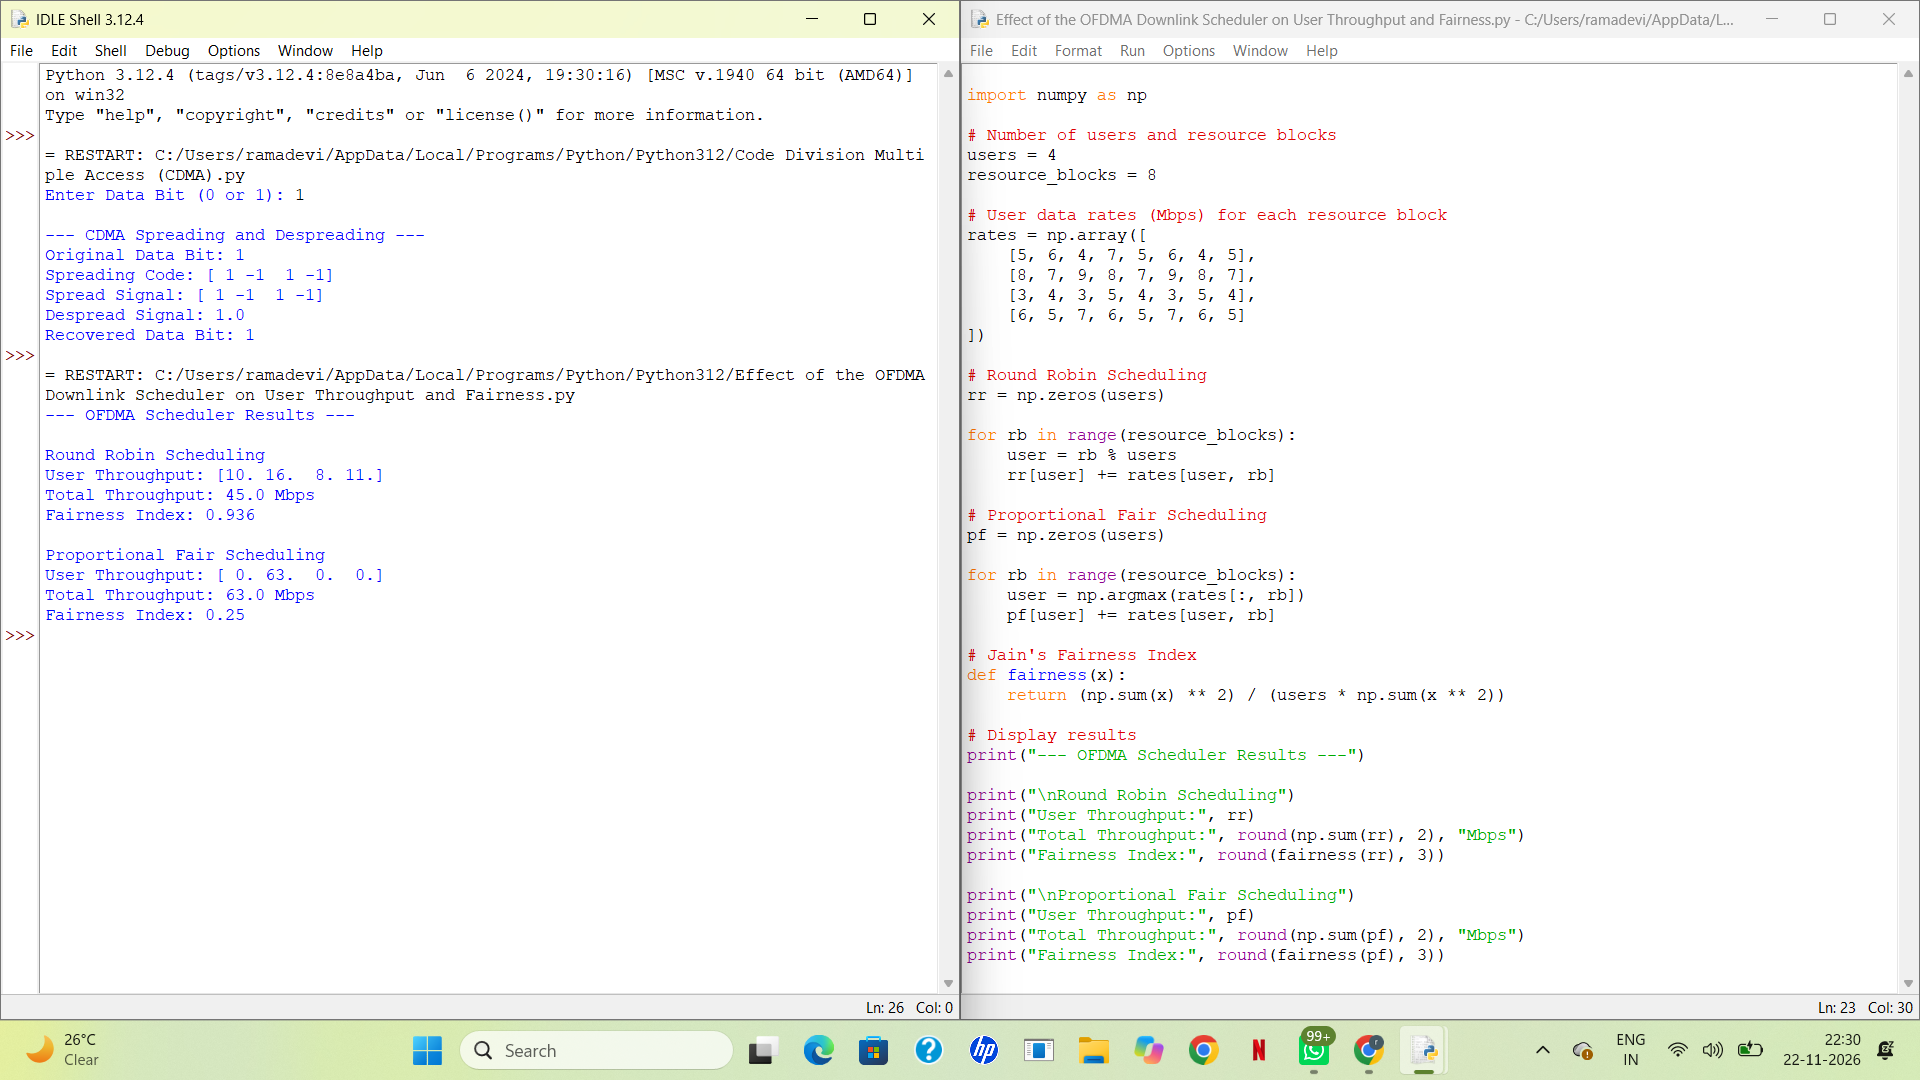 IDLE Shell 3.12.4
File Edit Shell Debug Options Window Help
Python 3.12.4 (tags/v3.12.4:8e8a4ba, Jun  6 2024, 19:30:16) [MSC v.1940 64 bit (AMD64)]
on win32
Type "help", "copyright", "credits" or "license()" for more information.
>>>
= RESTART: C:/Users/ramadevi/AppData/Local/Programs/Python/Python312/Code Division Multi
ple Access (CDMA).py
Enter Data Bit (0 or 1): 1
--- CDMA Spreading and Despreading ---
Original Data Bit: 1
Spreading Code: [ 1 -1  1 -1]
Spread Signal: [ 1 -1  1 -1]
Despread Signal: 1.0
Recovered Data Bit: 1
>>>
= RESTART: C:/Users/ramadevi/AppData/Local/Programs/Python/Python312/Effect of the OFDMA
Downlink Scheduler on User Throughput and Fairness.py
--- OFDMA Scheduler Results ---
Round Robin Scheduling
User Throughput: [10. 16.  8. 11.]
Total Throughput: 45.0 Mbps
Fairness Index: 0.936
Proportional Fair Scheduling
User Throughput: [ 0. 63.  0.  0.]
Total Throughput: 63.0 Mbps
Fairness Index: 0.25
>>>
Ln: 26 Col: 0
Effect of the OFDMA Downlink Scheduler on User Throughput and Fairness.py - C:/Users/ramadevi/AppData/L...
File Edit Format Run Options Window Help
import numpy as np
# Number of users and resource blocks
users = 4
resource_blocks = 8
# User data rates (Mbps) for each resource block
rates = np.array([
    [5, 6, 4, 7, 5, 6, 4, 5],
    [8, 7, 9, 8, 7, 9, 8, 7],
    [3, 4, 3, 5, 4, 3, 5, 4],
    [6, 5, 7, 6, 5, 7, 6, 5]
])
# Round Robin Scheduling
rr = np.zeros(users)
for rb in range(resource_blocks):
    user = rb % users
    rr[user] += rates[user, rb]
# Proportional Fair Scheduling
pf = np.zeros(users)
for rb in range(resource_blocks):
    user = np.argmax(rates[:, rb])
    pf[user] += rates[user, rb]
# Jain's Fairness Index
def fairness(x):
    return (np.sum(x) ** 2) / (users * np.sum(x ** 2))
# Display results
print("--- OFDMA Scheduler Results ---")
print("\nRound Robin Scheduling")
print("User Throughput:", rr)
print("Total Throughput:", round(np.sum(rr), 2), "Mbps")
print("Fairness Index:", round(fairness(rr), 3))
print("\nProportional Fair Scheduling")
print("User Throughput:", pf)
print("Total Throughput:", round(np.sum(pf), 2), "Mbps")
print("Fairness Index:", round(fairness(pf), 3))
Ln: 23 Col: 30
26°C
Clear
Search
hp
N
99+
r
ENG
IN
22:30
22-11-2026